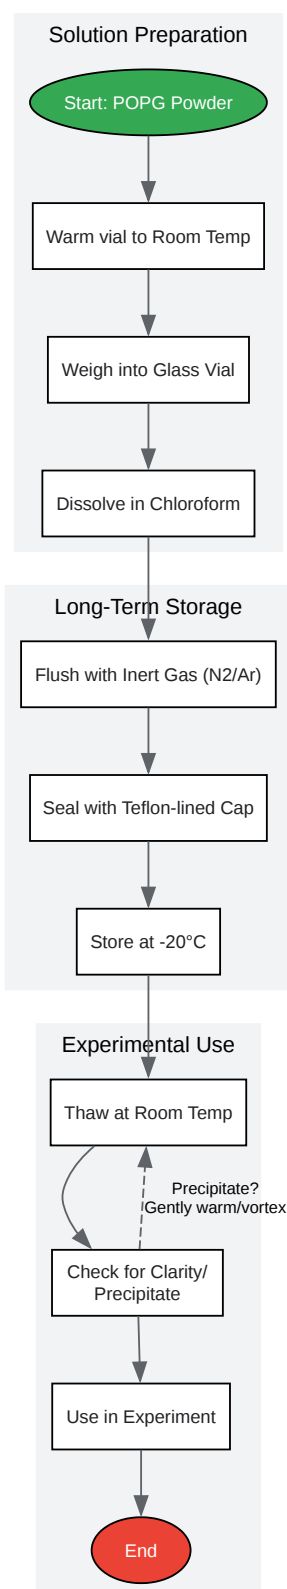 Solution Preparation
Start: POPG Powder
Warm vial to Room Temp
Weigh into Glass Vial
Dissolve in Chloroform
Long-Term Storage
Flush with Inert Gas (N2/Ar)
Seal with Teflon-lined Cap
Store at -20°C
Experimental Use
Thaw at Room Temp
Precipitate?
Gently warm/vortex
Check for Clarity/
Precipitate
Use in Experiment
End